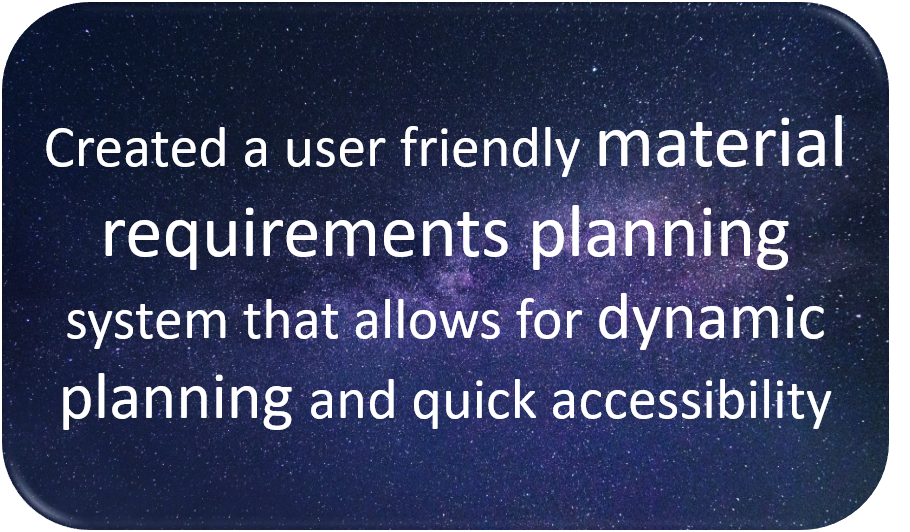 Created a user friendly material
requirements planning
system that allows for dynamic
planning and quick accessibility